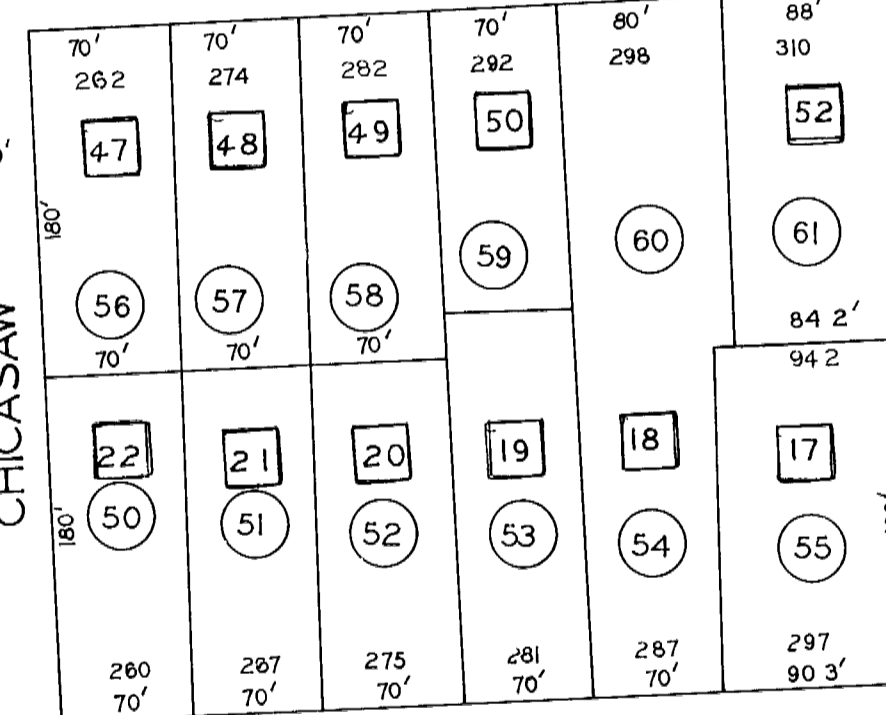 70' 70' 70' 70' 80' 88'
262 274 282 292 298 310
47 48 49 50 52
180'
56 57 58 59 60 61
70' 70' 70' 84 2'
94 2
CHICASAW
22 21 20 19 18 17
180'
50 51 52 53 54 55
260 267 275 281 287 297
70' 70' 70' 70' 70' 90 3'